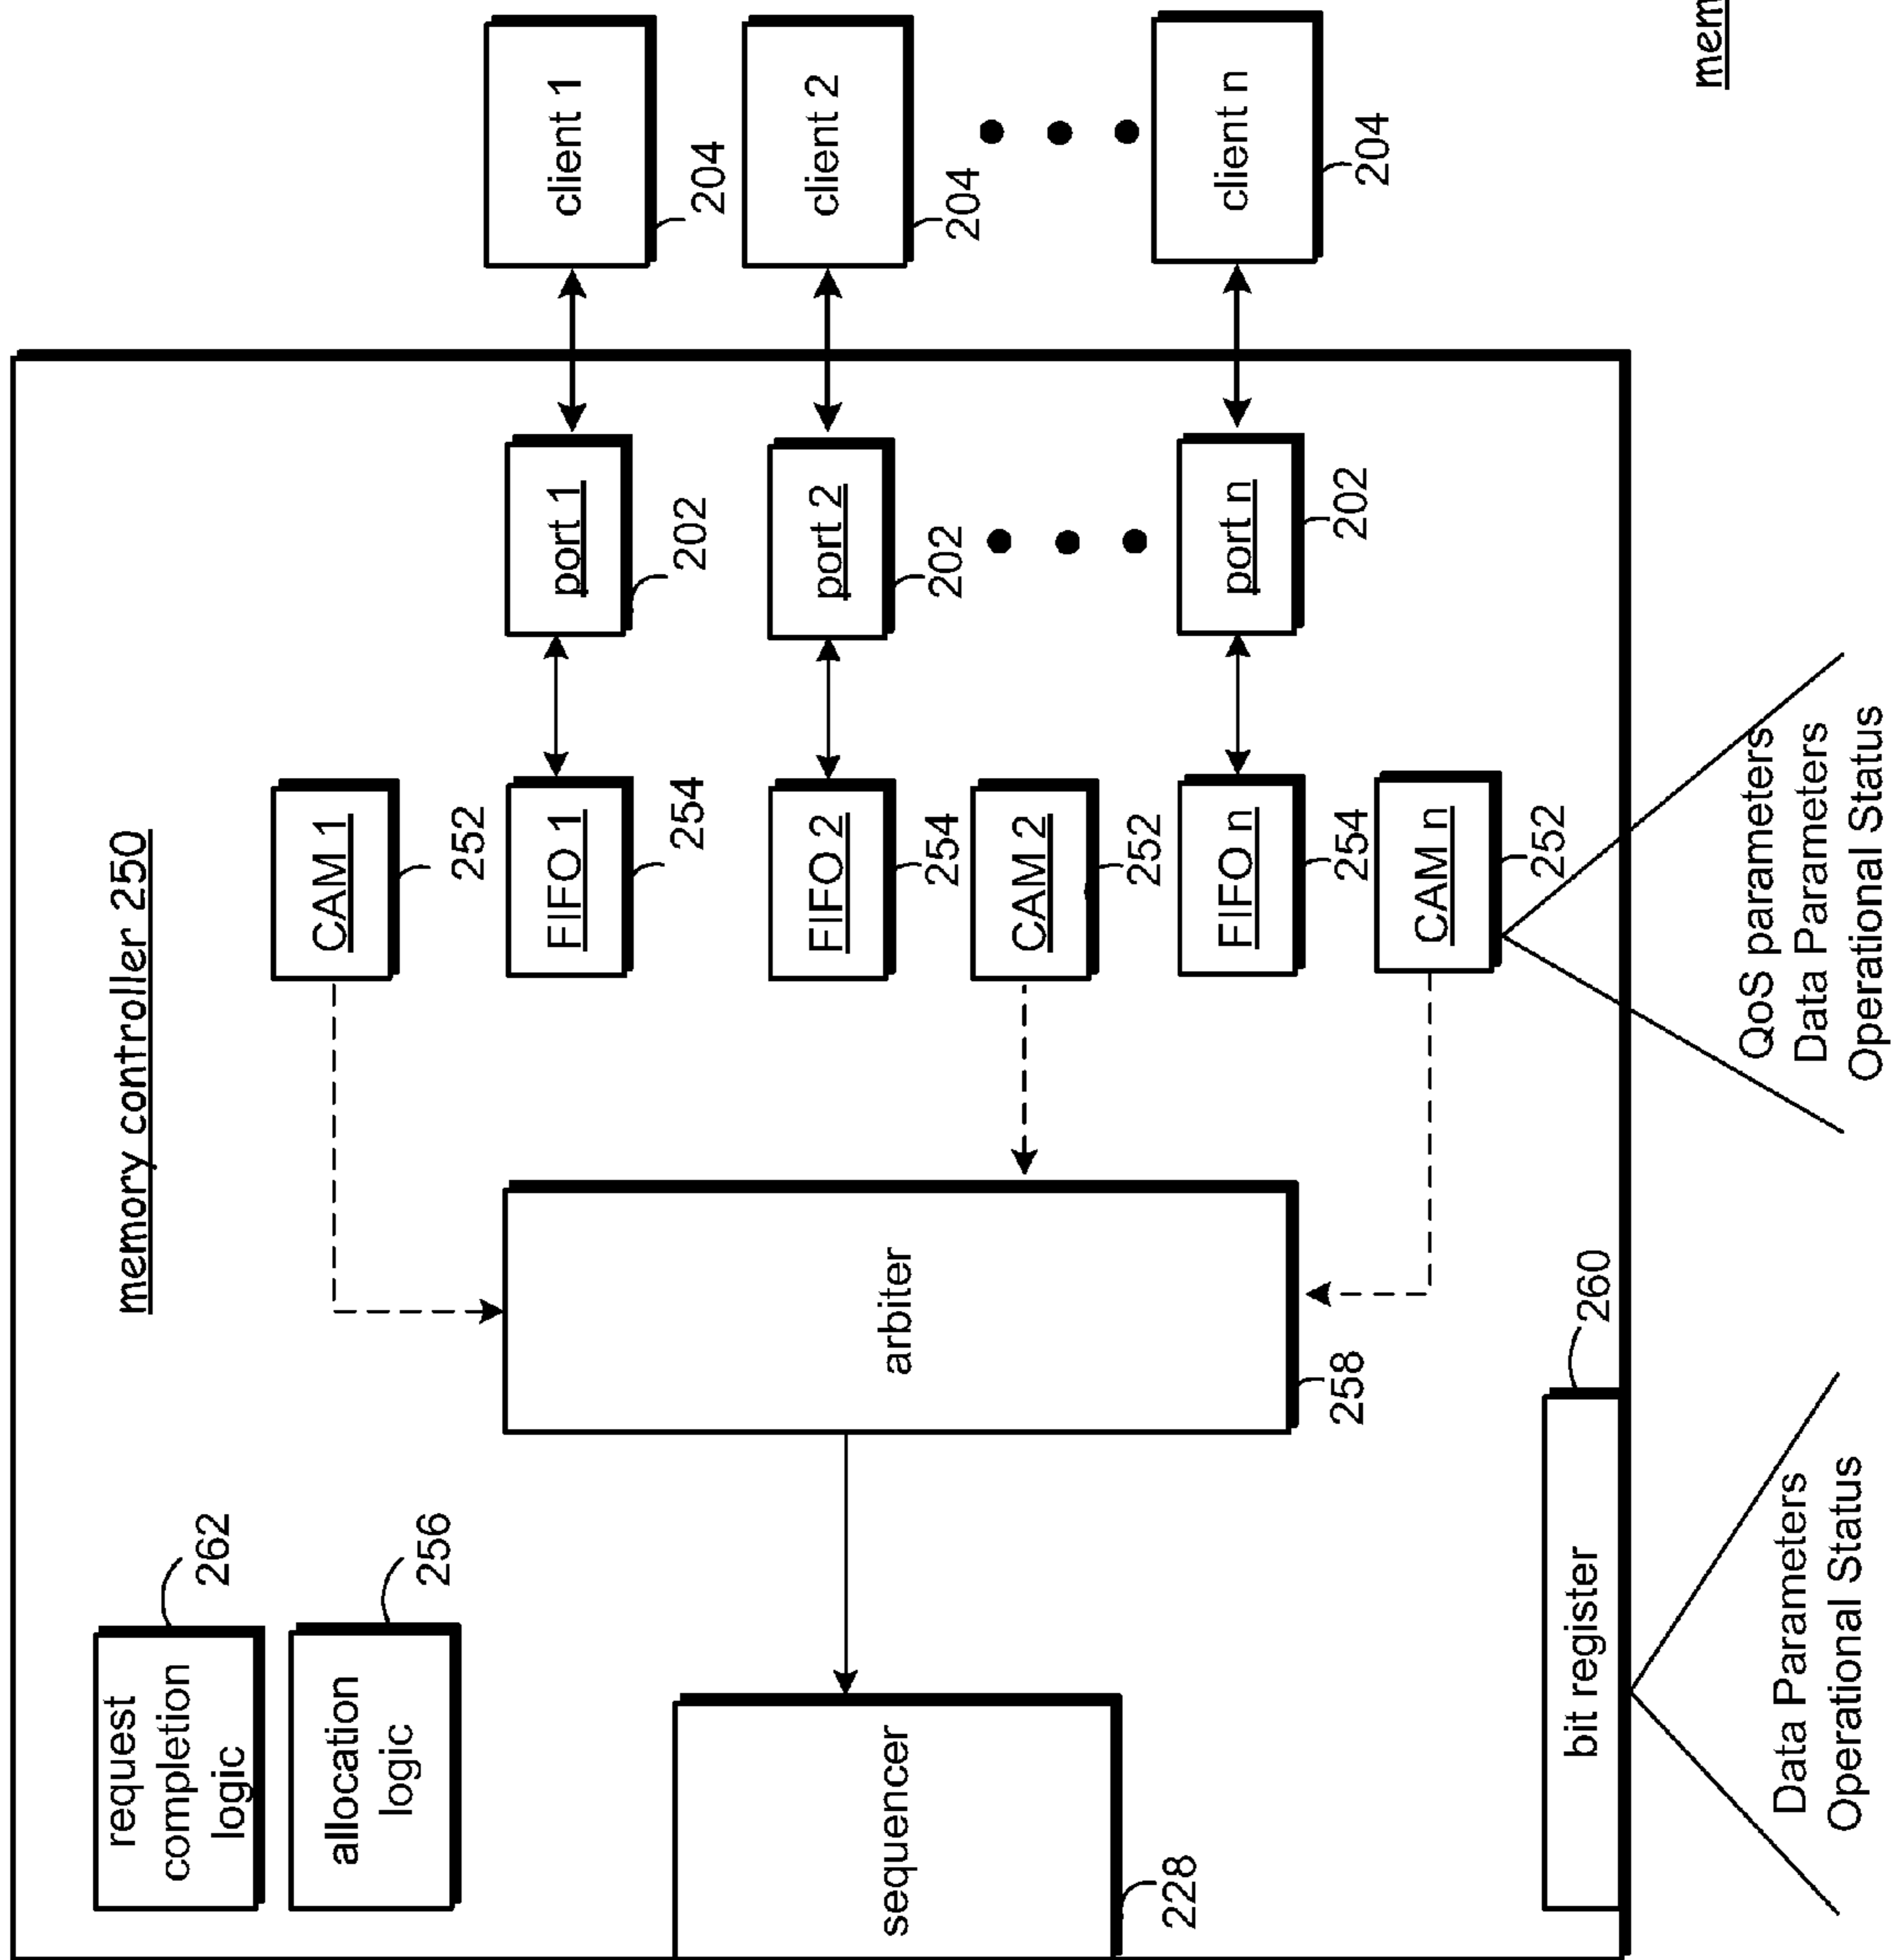 memory controller 250
request
completion
logic
262
allocation
logic
256
sequencer
228
arbiter
258
CAM 1
252
FIFO 1
254
port 1
202
client 1
204
FIFO 2
254
port 2
202
client 2
204
CAM 2
252
FIFO n
254
port n
202
client n
204
CAM n
252
bit register
260
Data Parameters
Operational Status
QoS parameters
Data Parameters
Operational Status
mem